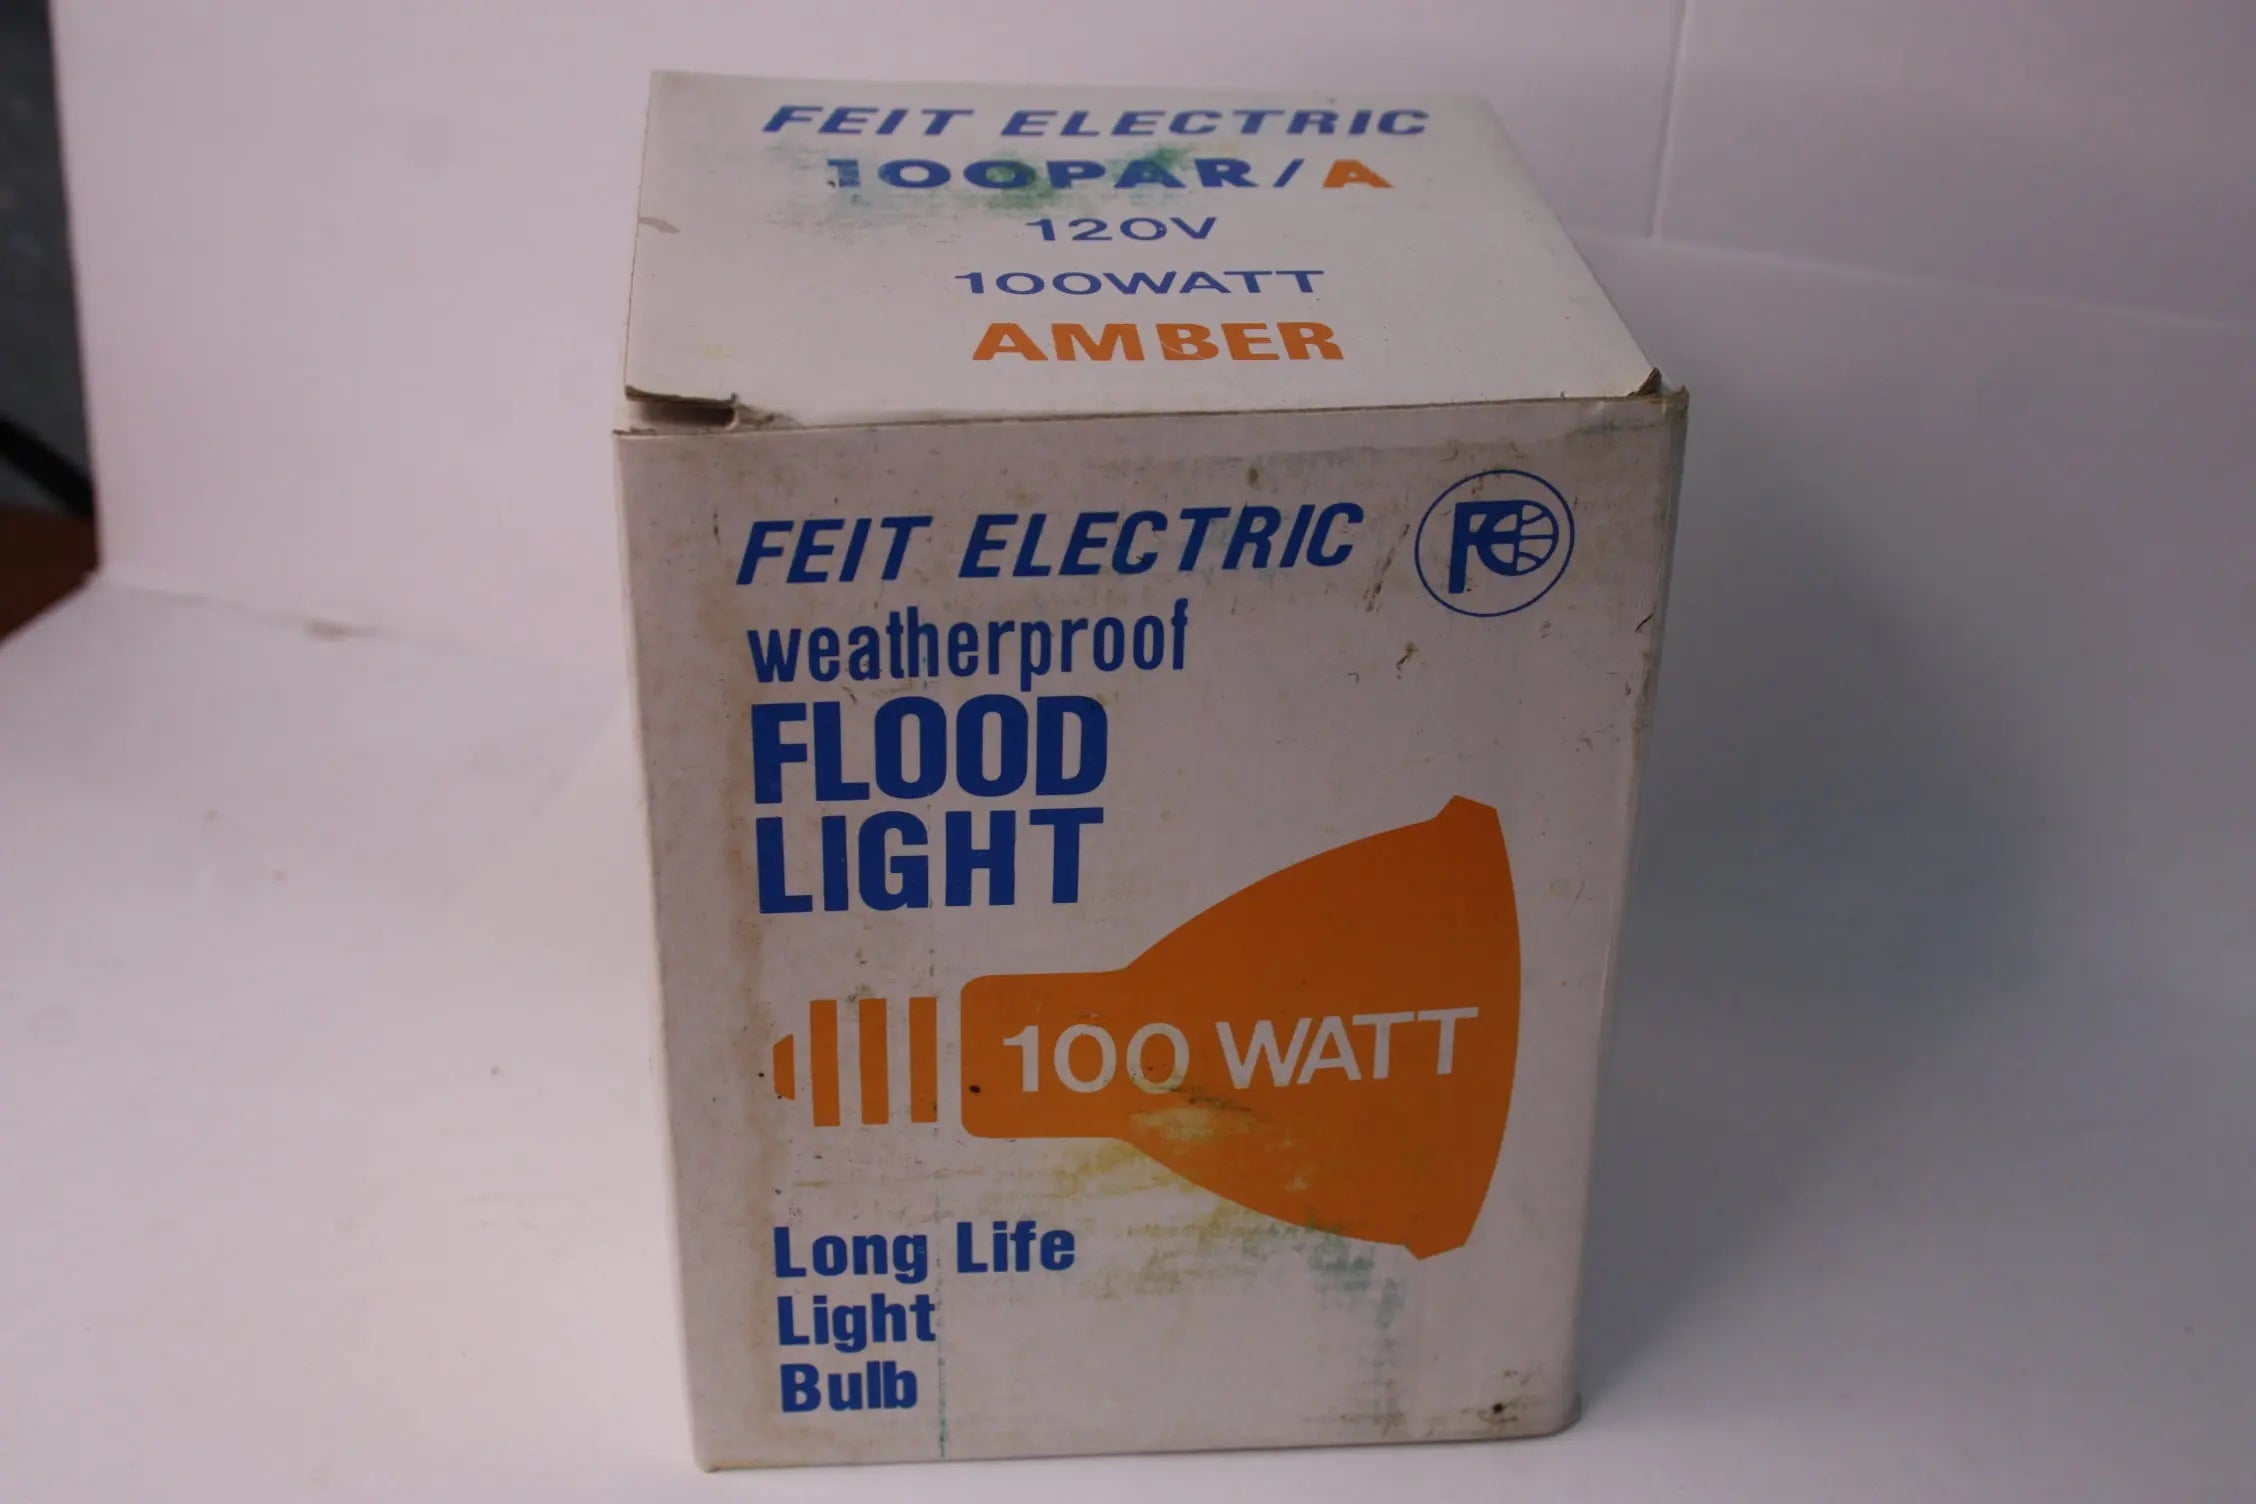 FEIT ELECTRIC
100PAR/A
120V
100WATT
AMBER
FEIT ELECTRIC
FE
weatherproof
FLOOD
LIGHT
100 WATT
Long Life
Light
Bulb